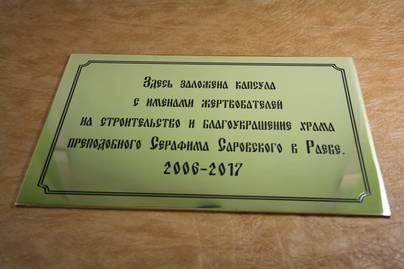 Здесь заложена капсула
с именами жертвователей
на строительство и благоукрашение храма
преподобного Серафима Саровского в Раеве.
2006-2017